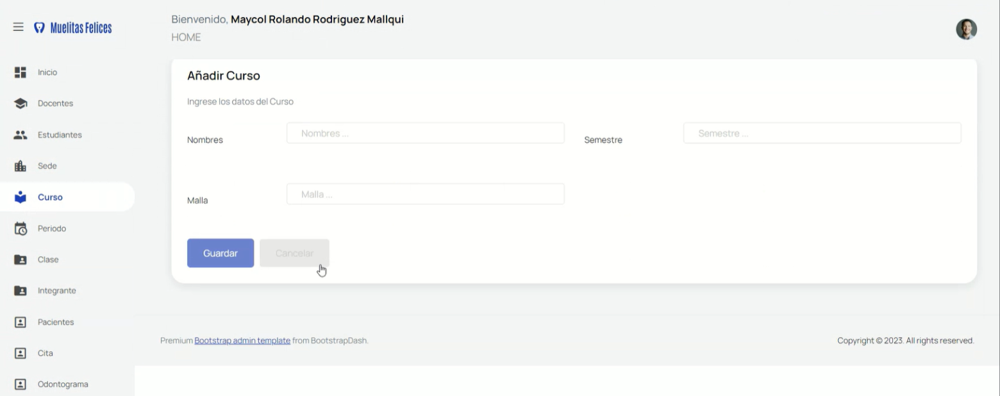 Muelitas Felices
Bienvenido, Maycol Rolando Rodriguez Mallqui
HOME
Inicio
Docentes
Estudiantes
Sede
Curso
Periodo
Clase
Integrante
Pacientes
Cita
Odontograma
Añadir Curso
Ingrese los datos del Curso
Nombres
Nombres ...
Semestre
Semestre ...
Malla
Malla ...
Guardar
Cancelar
Premium Bootstrap admin template from BootstrapDash.
Copyright © 2023. All rights reserved.